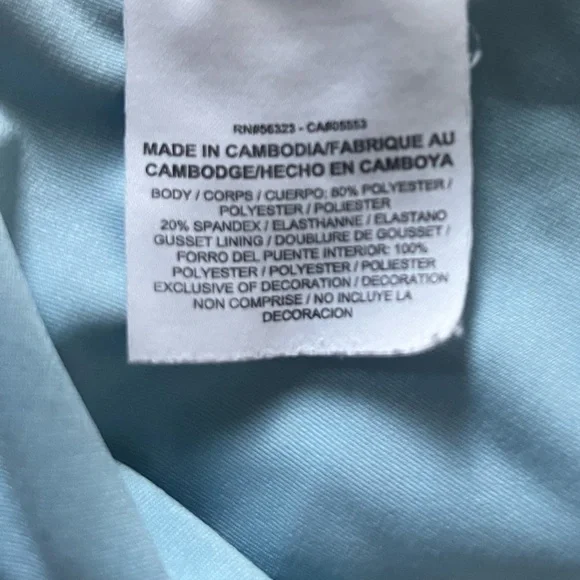 RN#56323 - CA#05553
MADE IN CAMBODIA/FABRIQUE AU
CAMBODGE/HECHO EN CAMBOYA
BODY / CORPS / CUERPO: 80% POLYESTER /
POLYESTER / POLIESTER
20% SPANDEX / ELASTHANNE / ELASTANO
GUSSET LINING / DOUBLURE DE GOUSSET /
FORRO DEL PUENTE INTERIOR: 100%
POLYESTER / POLYESTER / POLIESTER
EXCLUSIVE OF DECORATION / DECORATION
NON COMPRISE / NO INCLUYE LA
DECORACION